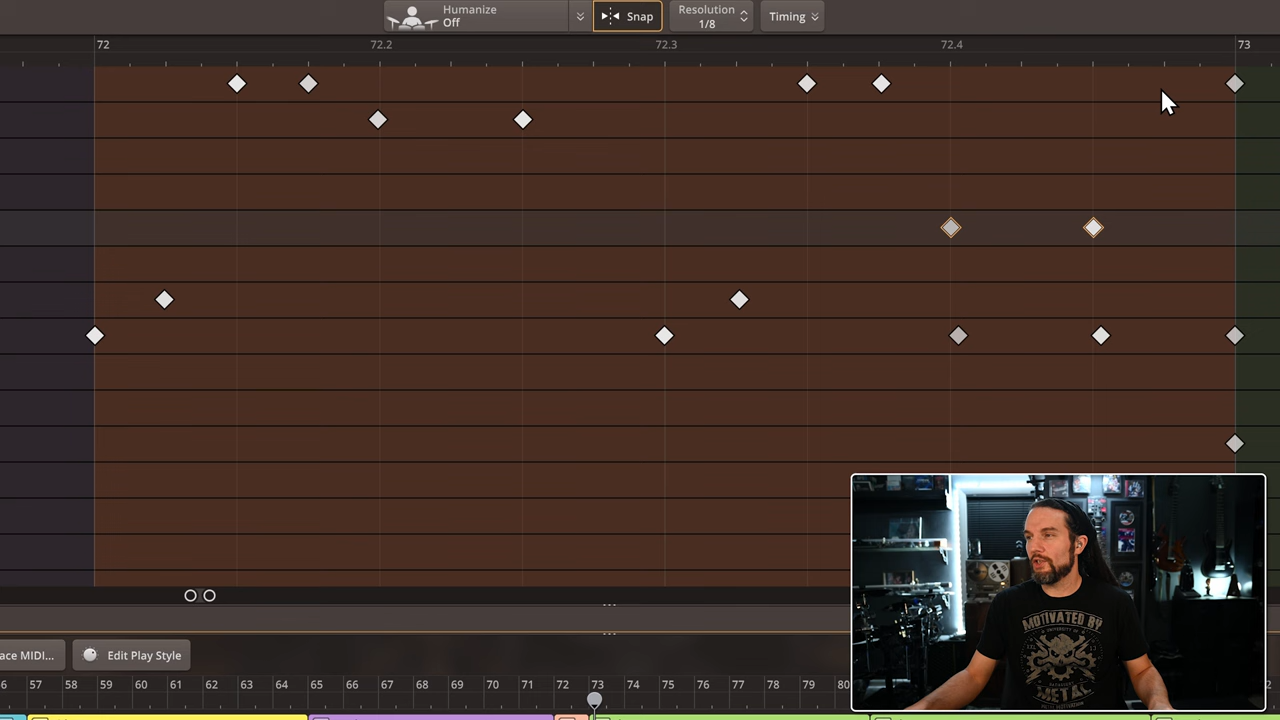 Humanize
Off
Snap
Resolution
1/8
Timing
72
72.2
72.3
72.4
73
ace MIDI...
Edit Play Style
6 57 58 59 60 61 62 63 64 65 66 67 68 69 70 71 72 73 74 75 76 77 78 79 80
2
MOTIVATED BY
METAL